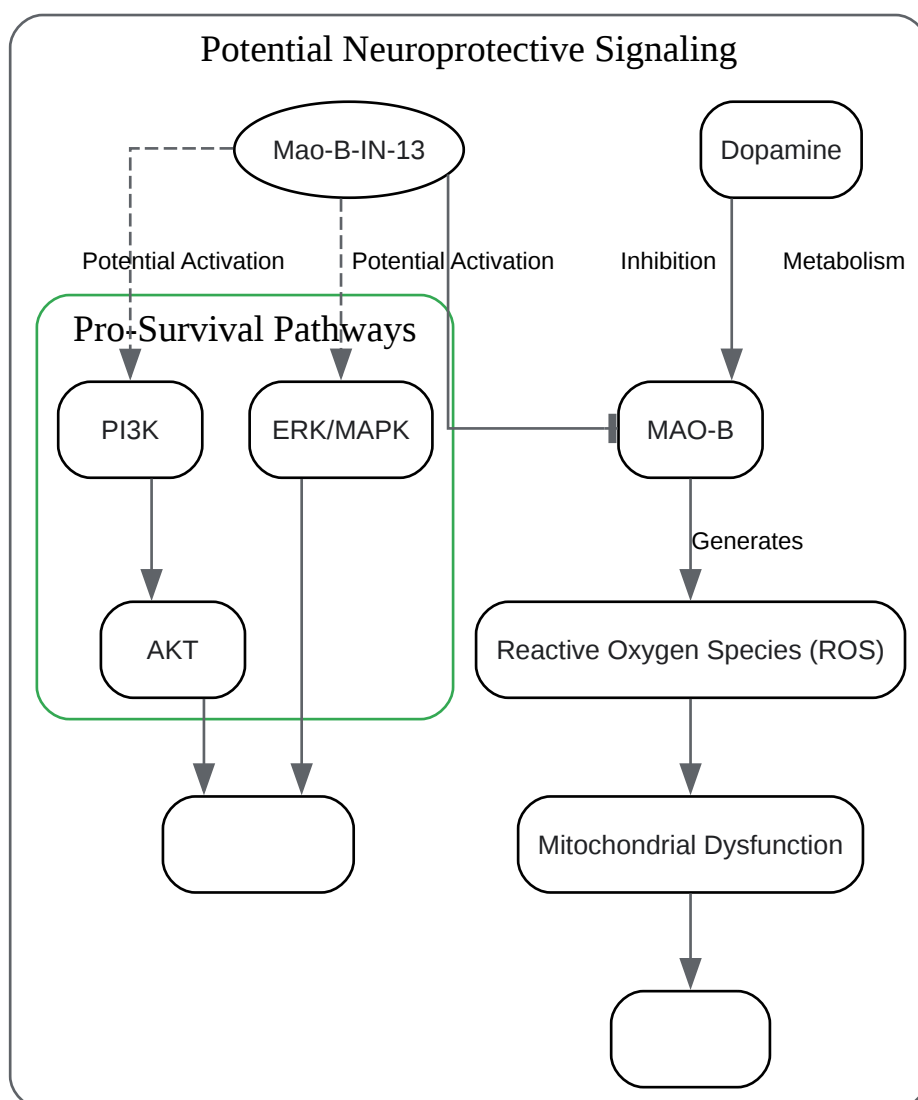 Potential Neuroprotective Signaling
Mao-B-IN-13
Dopamine
Potential Activation
Potential Activation
Inhibition
Metabolism
Pro-Survival Pathways
PI3K
ERK/MAPK
MAO-B
Generates
AKT
Reactive Oxygen Species (ROS)
Mitochondrial Dysfunction